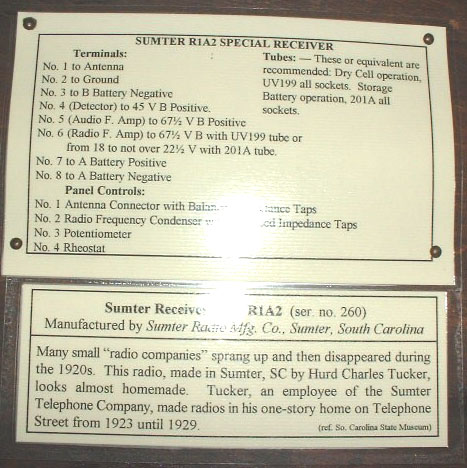 SUMTER R1A2 SPECIAL RECEIVER
Terminals:
No. 1 to Antenna
No. 2 to Ground
No. 3 to B Battery Negative
No. 4 (Detector) to 45 V B Positive.
No. 5 (Audio F. Amp) to 67½ V B Positive
No. 6 (Radio F. Amp) to 67½ V B with UV199 tube or
from 18 to not over 22½ V with 201A tube.
No. 7 to A Battery Positive
No. 8 to A Battery Negative
Tubes: — These or equivalent are
recommended: Dry Cell operation,
UV199 all sockets. Storage
Battery operation, 201A all
sockets.
Panel Controls:
No. 1 Antenna Connector with Taps
No. 2 Radio Frequency Condenser Impedance Taps
No. 3 Potentiometer
No. 4 Rheostat
Sumter Receiver R1A2 (ser. no. 260)
Manufactured by Sumter Radio Mfg. Co., Sumter, South Carolina
Many small "radio companies" sprang up and then disappeared during
the 1920s. This radio, made in Sumter, SC by Hurd Charles Tucker,
looks almost homemade. Tucker, an employee of the Sumter
Telephone Company, made radios in his one-story home on Telephone
Street from 1923 until 1929.
(ref. So. Carolina State Museum)